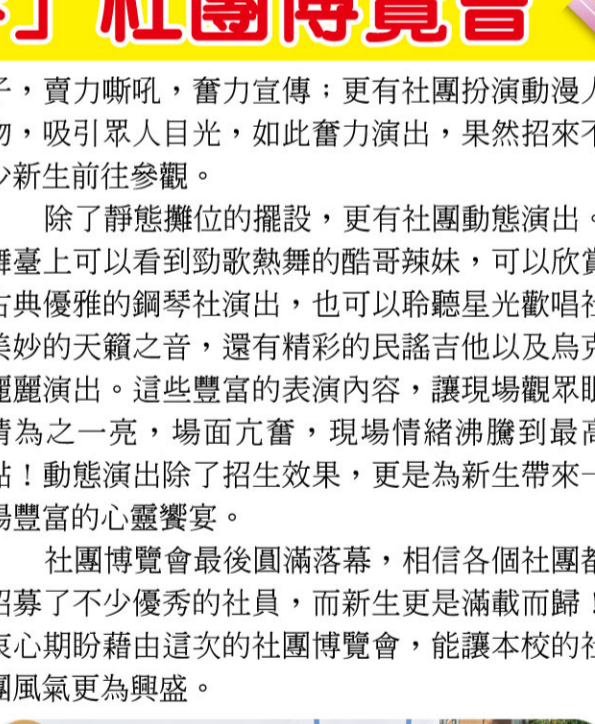 」社團博覽會
子，賣力嘶吼，奮力宣傳；更有社團扮演動漫人
物，吸引眾人目光，如此奮力演出，果然招來不
少新生前往參觀。
除了靜態攤位的擺設，更有社團動態演出。
舞臺上可以看到勁歌熱舞的酷哥辣妹，可以欣賞
古典優雅的鋼琴社演出，也可以聆聽星光歡唱社
美妙的天籟之音，還有精彩的民謠吉他以及烏克
麗麗演出。這些豐富的表演內容，讓現場觀眾眼
睛為之一亮，場面亢奮，現場情緒沸騰到最高
點！動態演出除了招生效果，更是為新生帶來一
場豐富的心靈饗宴。
社團博覽會最後圓滿落幕，相信各個社團都
招募了不少優秀的社員，而新生更是滿載而歸！
衷心期盼藉由這次的社團博覽會，能讓本校的社
團風氣更為興盛。